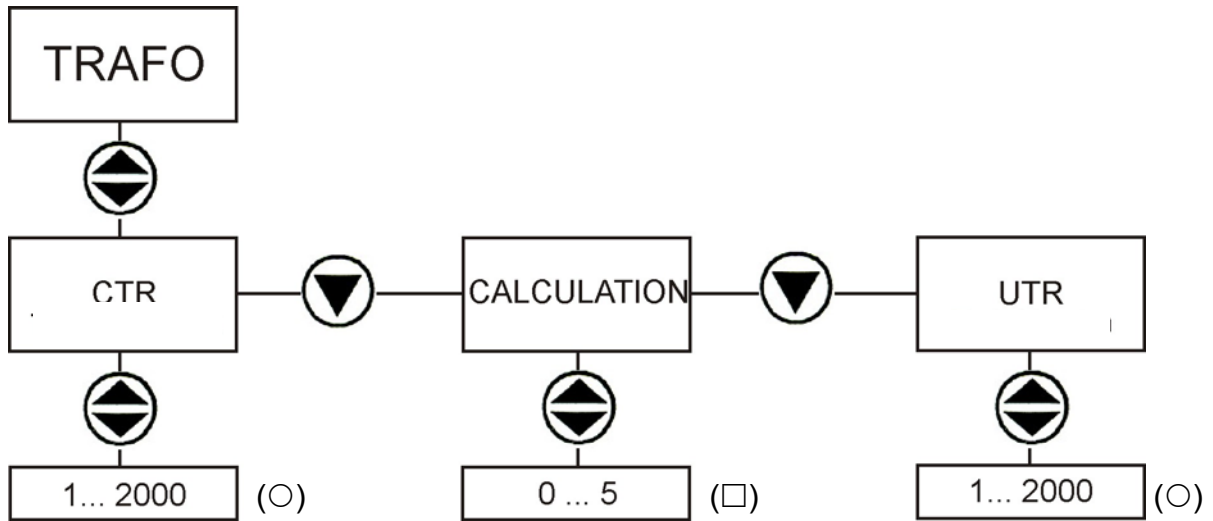 TRAFO
CTR
CALCULATION
UTR
1... 2000 (○)
0 ... 5 (□)
1... 2000 (○)